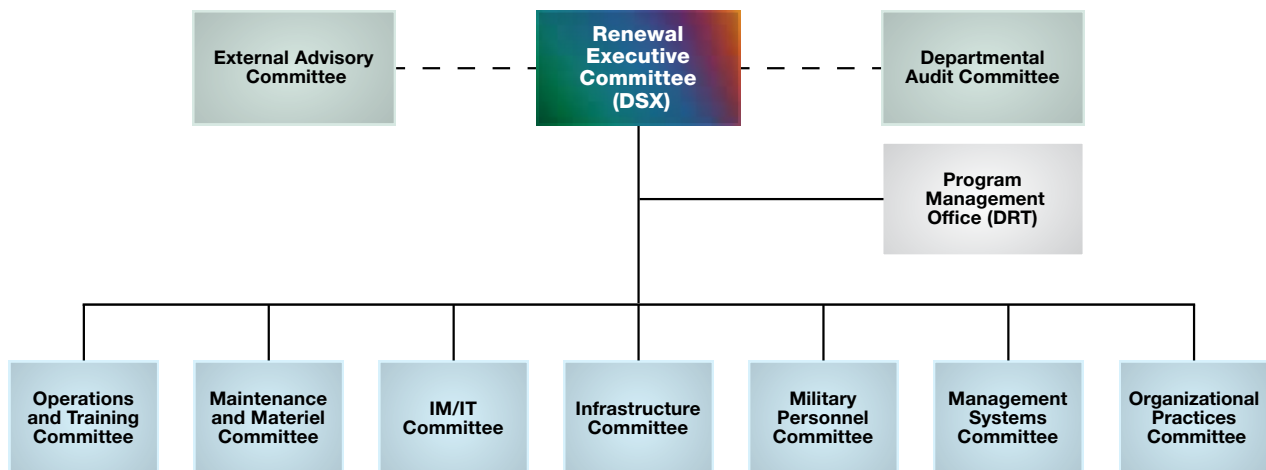 External Advisory
Committee
Renewal
Executive
Committee
(DSX)
Departmental
Audit Committee
Program
Management
Office (DRT)
Operations
and Training
Committee
Maintenance
and Materiel
Committee
IM/IT
Committee
Infrastructure
Committee
Military
Personnel
Committee
Management
Systems
Committee
Organizational
Practices
Committee